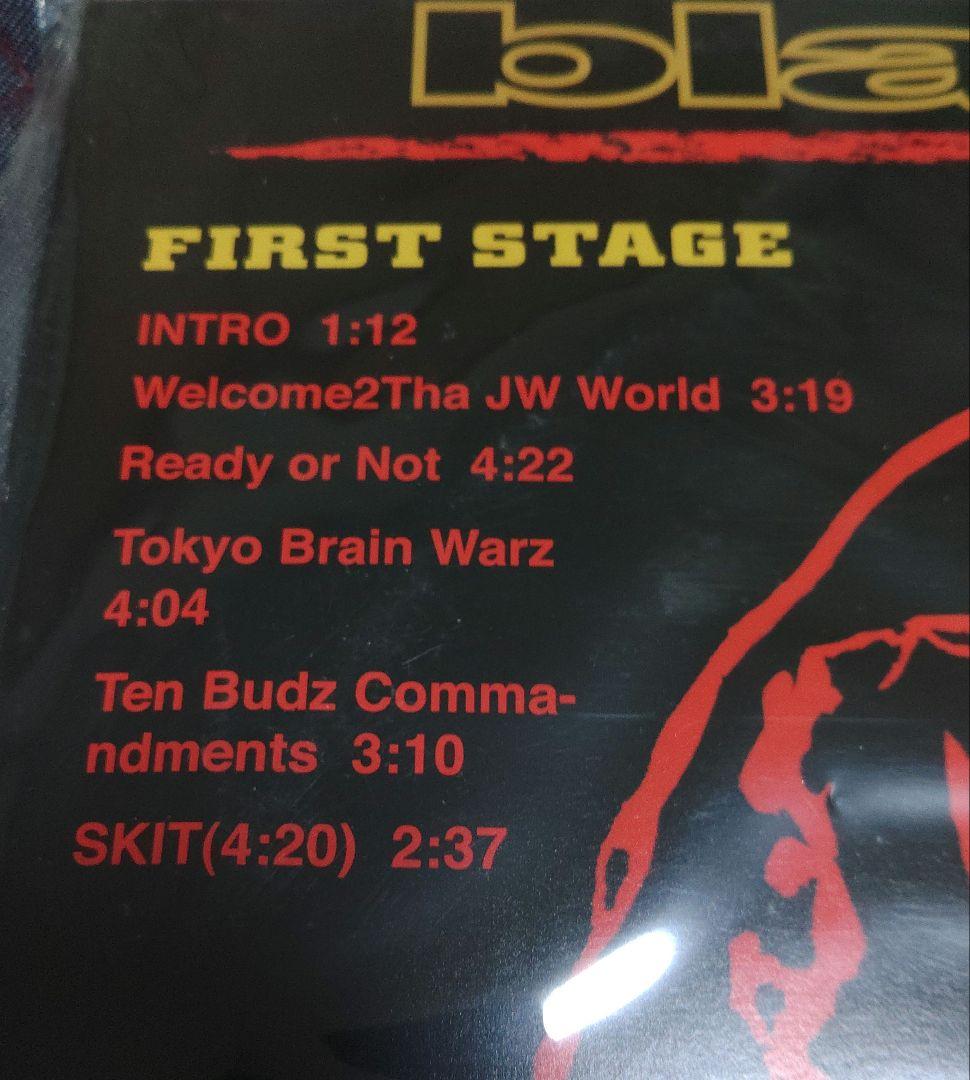 bla
FIRST STAGE
INTRO 1:12
Welcome2Tha JW World 3:19
Ready or Not 4:22
Tokyo Brain Warz
4:04
Ten Budz Comma-
ndments 3:10
SKIT(4:20) 2:37